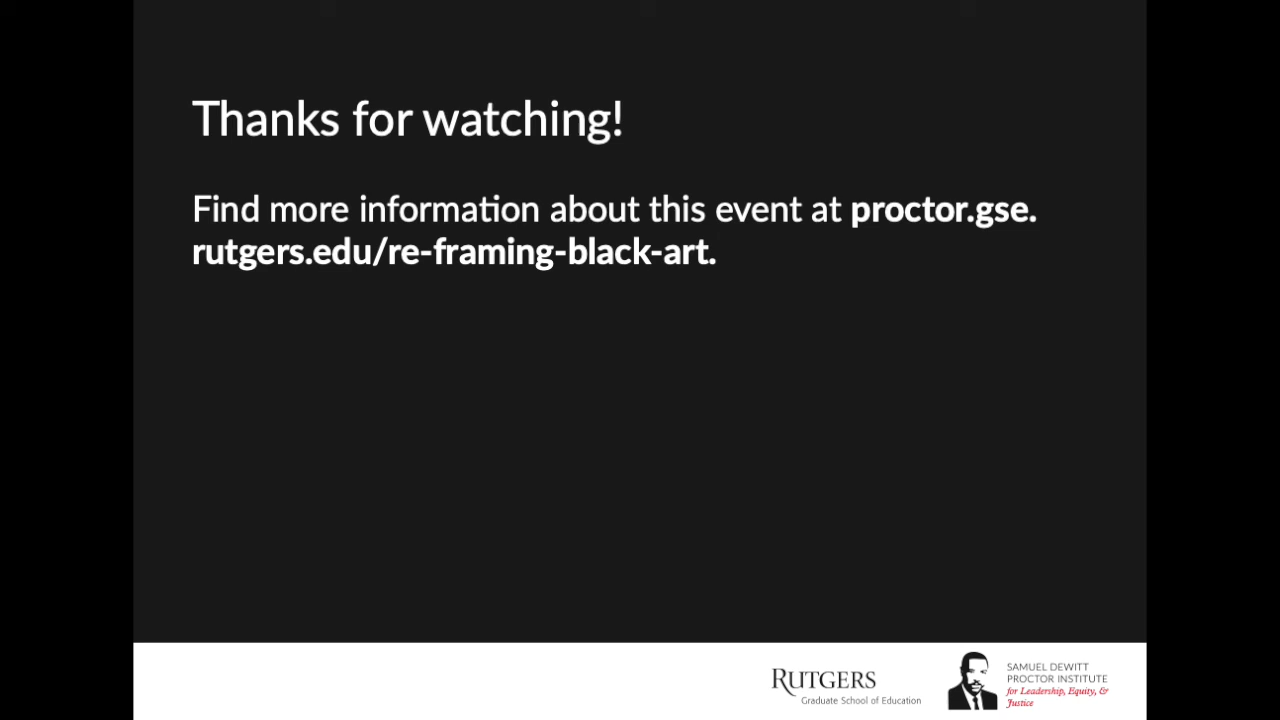 Thanks for watching!
Find more information about this event at proctor.gse.
rutgers.edu/re-framing-black-art.
RUTGERS
Graduate School of Education
SAMUEL DEWITT
PROCTOR INSTITUTE
for Leadership, Equity, &
Justice